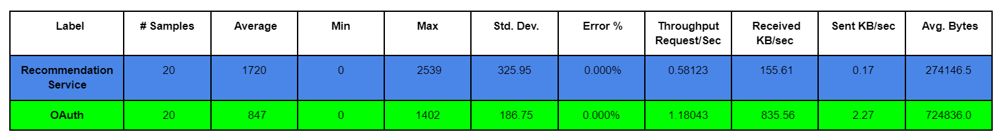 Label # Samples Average Min Max Std. Dev. Error % Throughput Received Sent KB/sec Avg. Bytes
Request/Sec KB/sec
Recommendation 20 1720 0 2539 325.95 0.000% 0.58123 155.61 0.17 274146.5
Service
OAuth 20 847 0 1402 186.75 0.000% 1.18043 835.56 2.27 724836.0